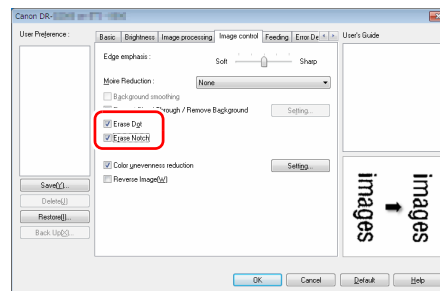 Canon DR-
User Preference :
Basic Brightness Image processing Image control Feeding Error De
User's Guide
Edge emphasis :
Soft
Sharp
Moire Reduction :
None
Background smoothing
Through / Remove Background
Setting...
Erase Dot
Erase Notch
Color unevenness reduction
Setting...
Reverse Image(W)
Save(Y)...
Delete(J)
Restore(I)...
Back Up(X)...
images
images
OK
Cancel
Default
Help